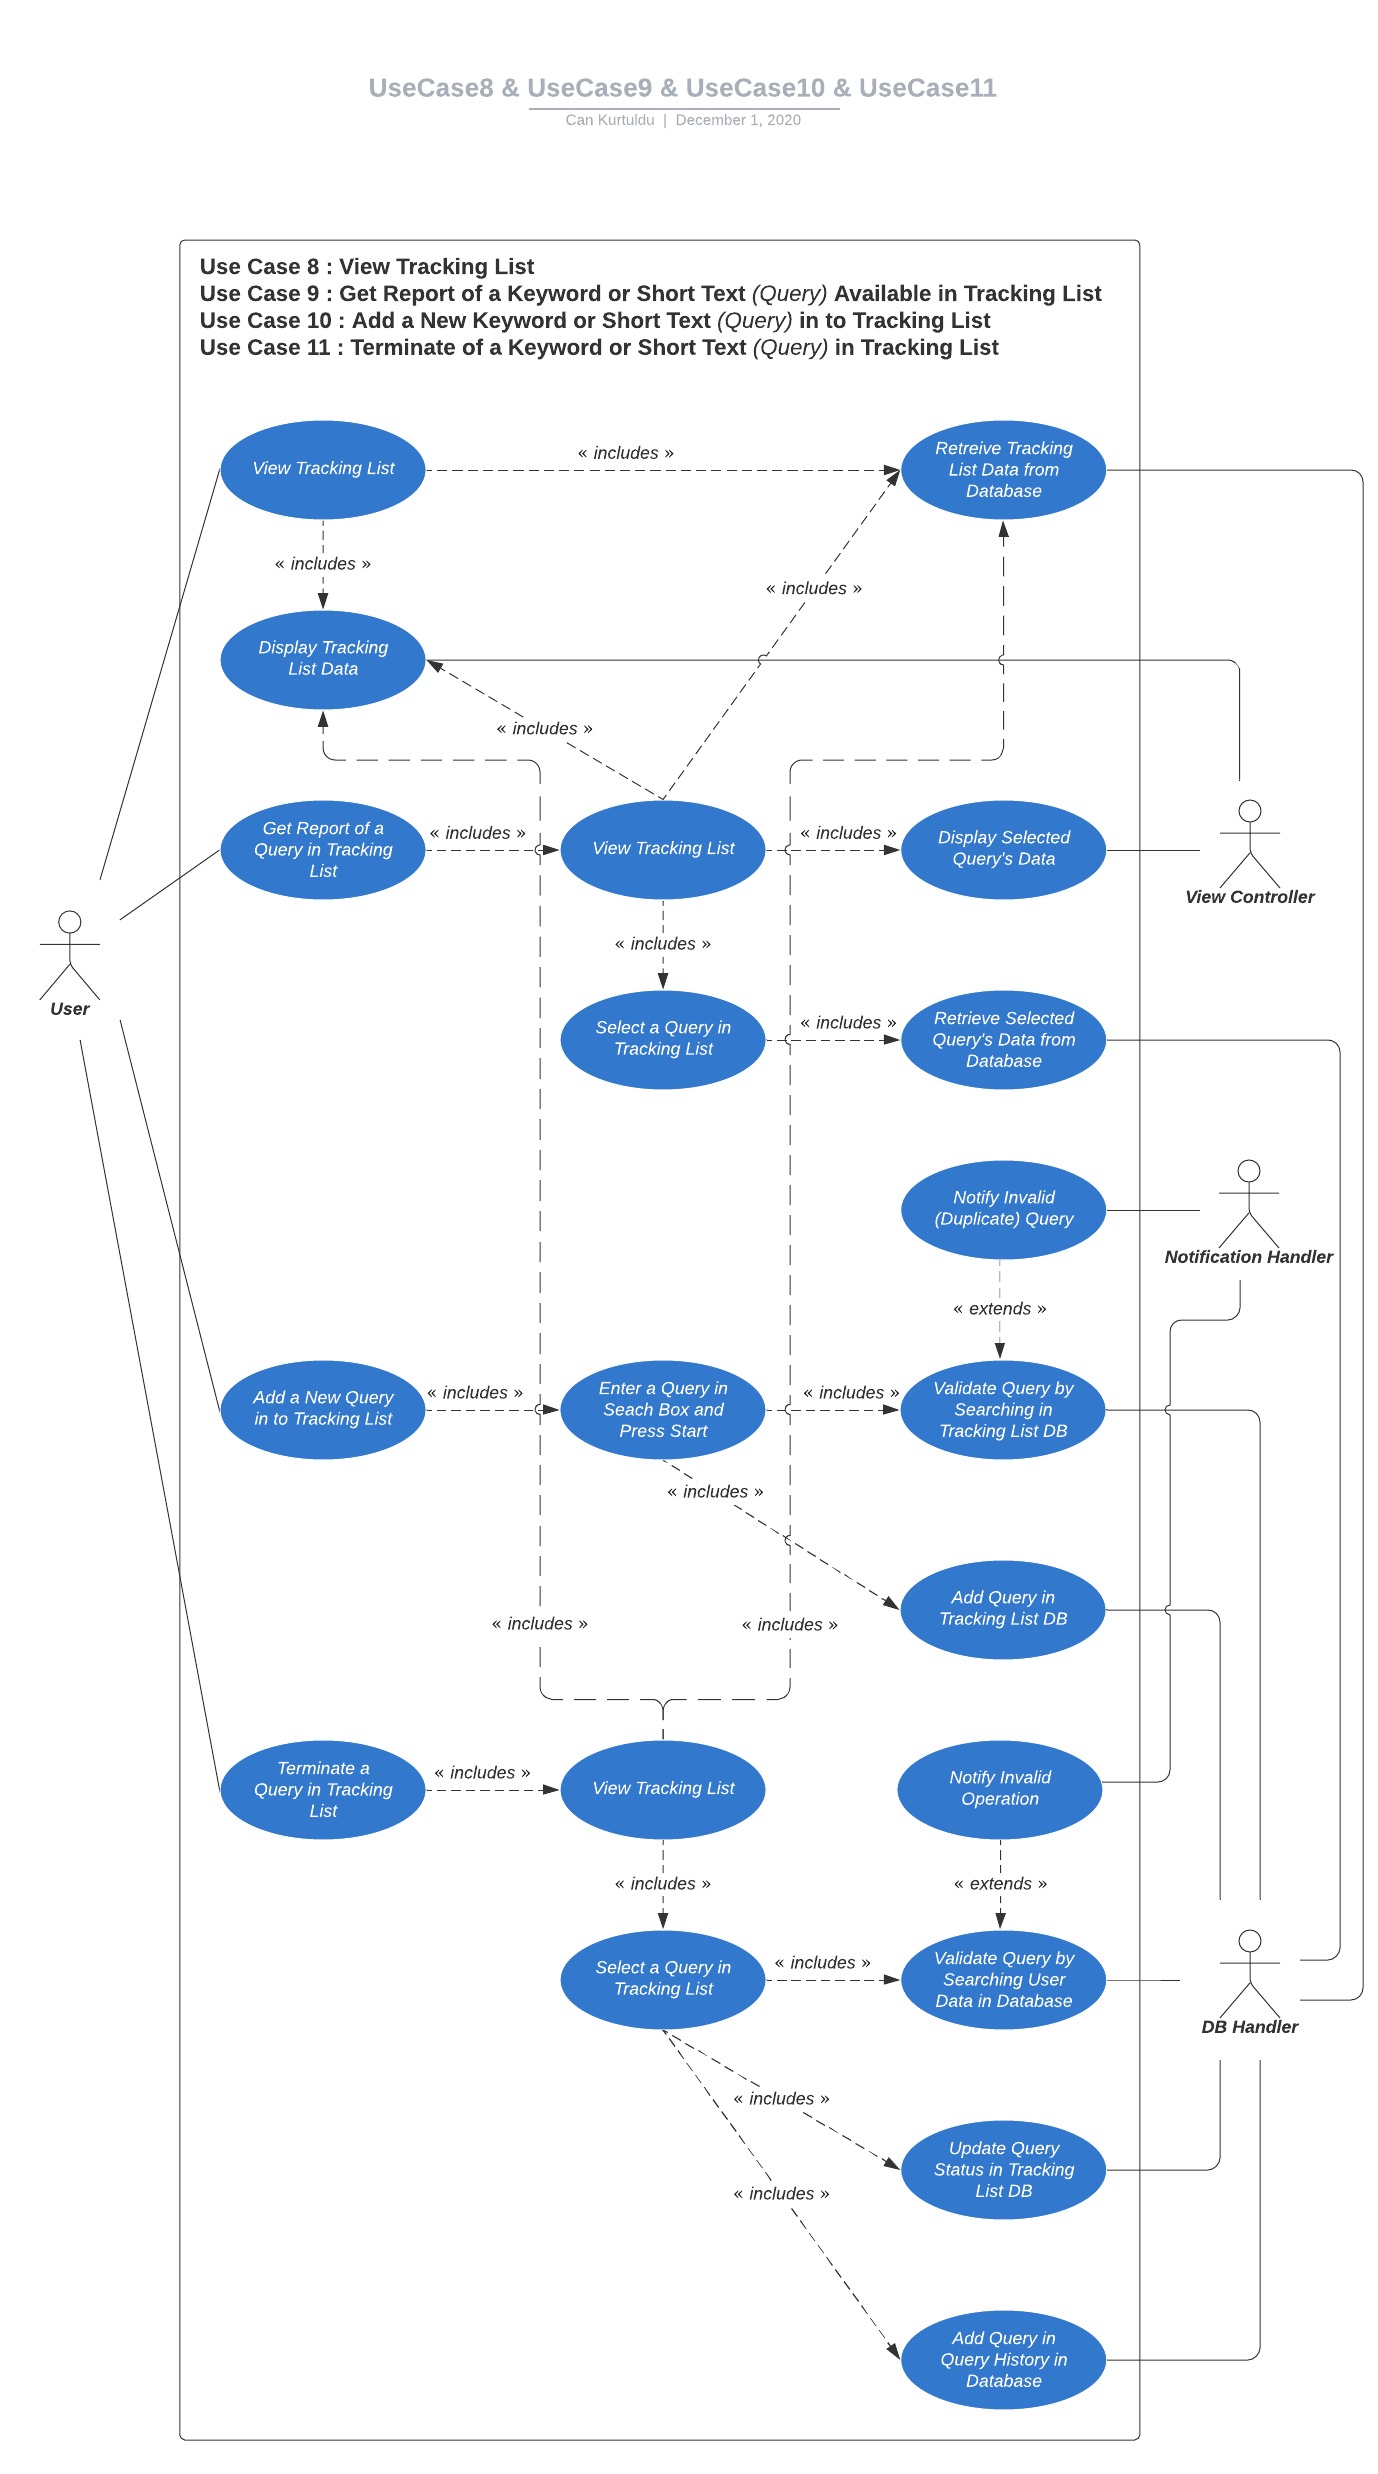 UseCase8 & UseCase9 & UseCase10 & UseCase11
Can Kurtuldu | December 1, 2020
Use Case 8 : View Tracking List
Use Case 9 : Get Report of a Keyword or Short Text (Query) Available in Tracking List
Use Case 10 : Add a New Keyword or Short Text (Query) in to Tracking List
Use Case 11 : Terminate of a Keyword or Short Text (Query) in Tracking List
View Tracking List
« includes »
Retreive Tracking
List Data from
Database
« includes »
« includes »
Display Tracking
List Data
« includes »
Get Report of a
Query in Tracking
List
« includes »
View Tracking List
« includes »
Display Selected
Query's Data
View Controller
« includes »
User
Select a Query in
Tracking List
« includes »
Retrieve Selected
Query's Data from
Database
Notify Invalid
(Duplicate) Query
Notification Handler
« extends »
Add a New Query
in to Tracking List
« includes »
Enter a Query in
Seach Box and
Press Start
« includes »
Validate Query by
Searching in
Tracking List DB
« includes »
Add Query in
Tracking List DB
« includes »
« includes »
Terminate a
Query in Tracking
List
« includes »
View Tracking List
Notify Invalid
Operation
« includes »
« extends »
Select a Query in
Tracking List
« includes »
Validate Query by
Searching User
Data in Database
DB Handler
« includes »
Update Query
Status in Tracking
List DB
« includes »
Add Query in
Query History in
Database